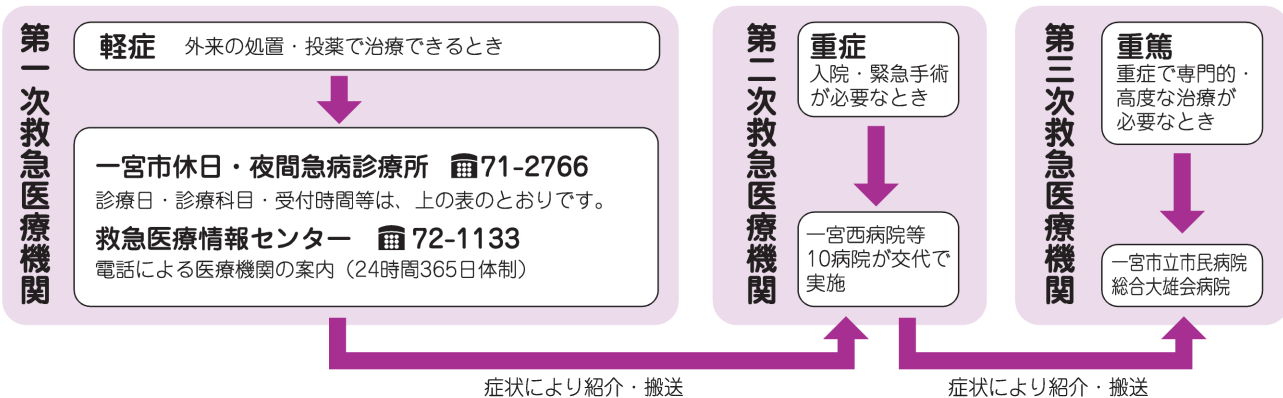 第一次救急医療機関
軽症 外来の処置・投薬で治療できるとき
一宮市休日・夜間急病診療所 ☎71-2766
診療日・診療科目・受付時間等は、上の表のとおりです。
救急医療情報センター ☎72-1133
電話による医療機関の案内（24時間365日体制）
第二次救急医療機関
重症
入院・緊急手術
が必要なとき
一宮西病院等
10病院が交代で
実施
第三次救急医療機関
重篤
重症で専門的・
高度な治療が
必要なとき
一宮市立市民病院
総合大雄会病院
症状により紹介・搬送
症状により紹介・搬送